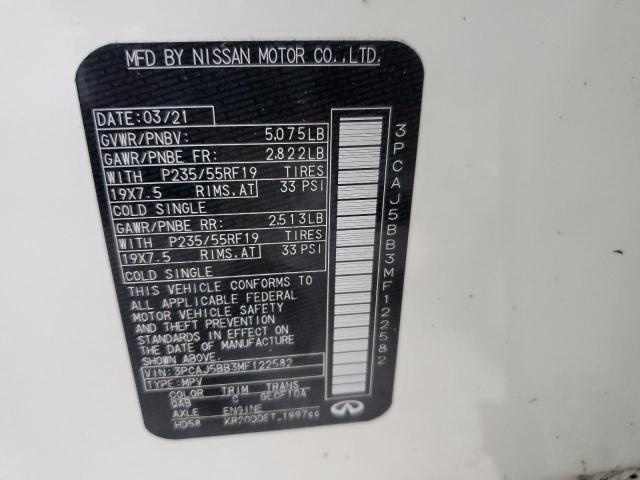 MFD BY NISSAN MOTOR CO.,LTD.
DATE:03/21
GVWR/PNBV: 5,075LB
GAWR/PNBE FR: 2,822LB
WITH P235/55RF19 TIRES
19X7.5 RIMS,AT 33 PSI
COLD SINGLE
GAWR/PNBE RR: 2,513LB
WITH P235/55RF19 TIRES
19X7.5 RIMS,AT 33 PSI
COLD SINGLE
THIS VEHICLE CONFORMS TO
ALL APPLICABLE FEDERAL
MOTOR VEHICLE SAFETY
AND THEFT PREVENTION
STANDARDS IN EFFECT ON
THE DATE OF MANUFACTURE
SHOWN ABOVE.
VIN:3PCAJ5BB3MF122582
TYPE:MPV
COLOR TRIM TRANS
QAB C
AXLE ENGINE
HD58 KR20DDET 1997cc
3PCAJ5BB3MF122582